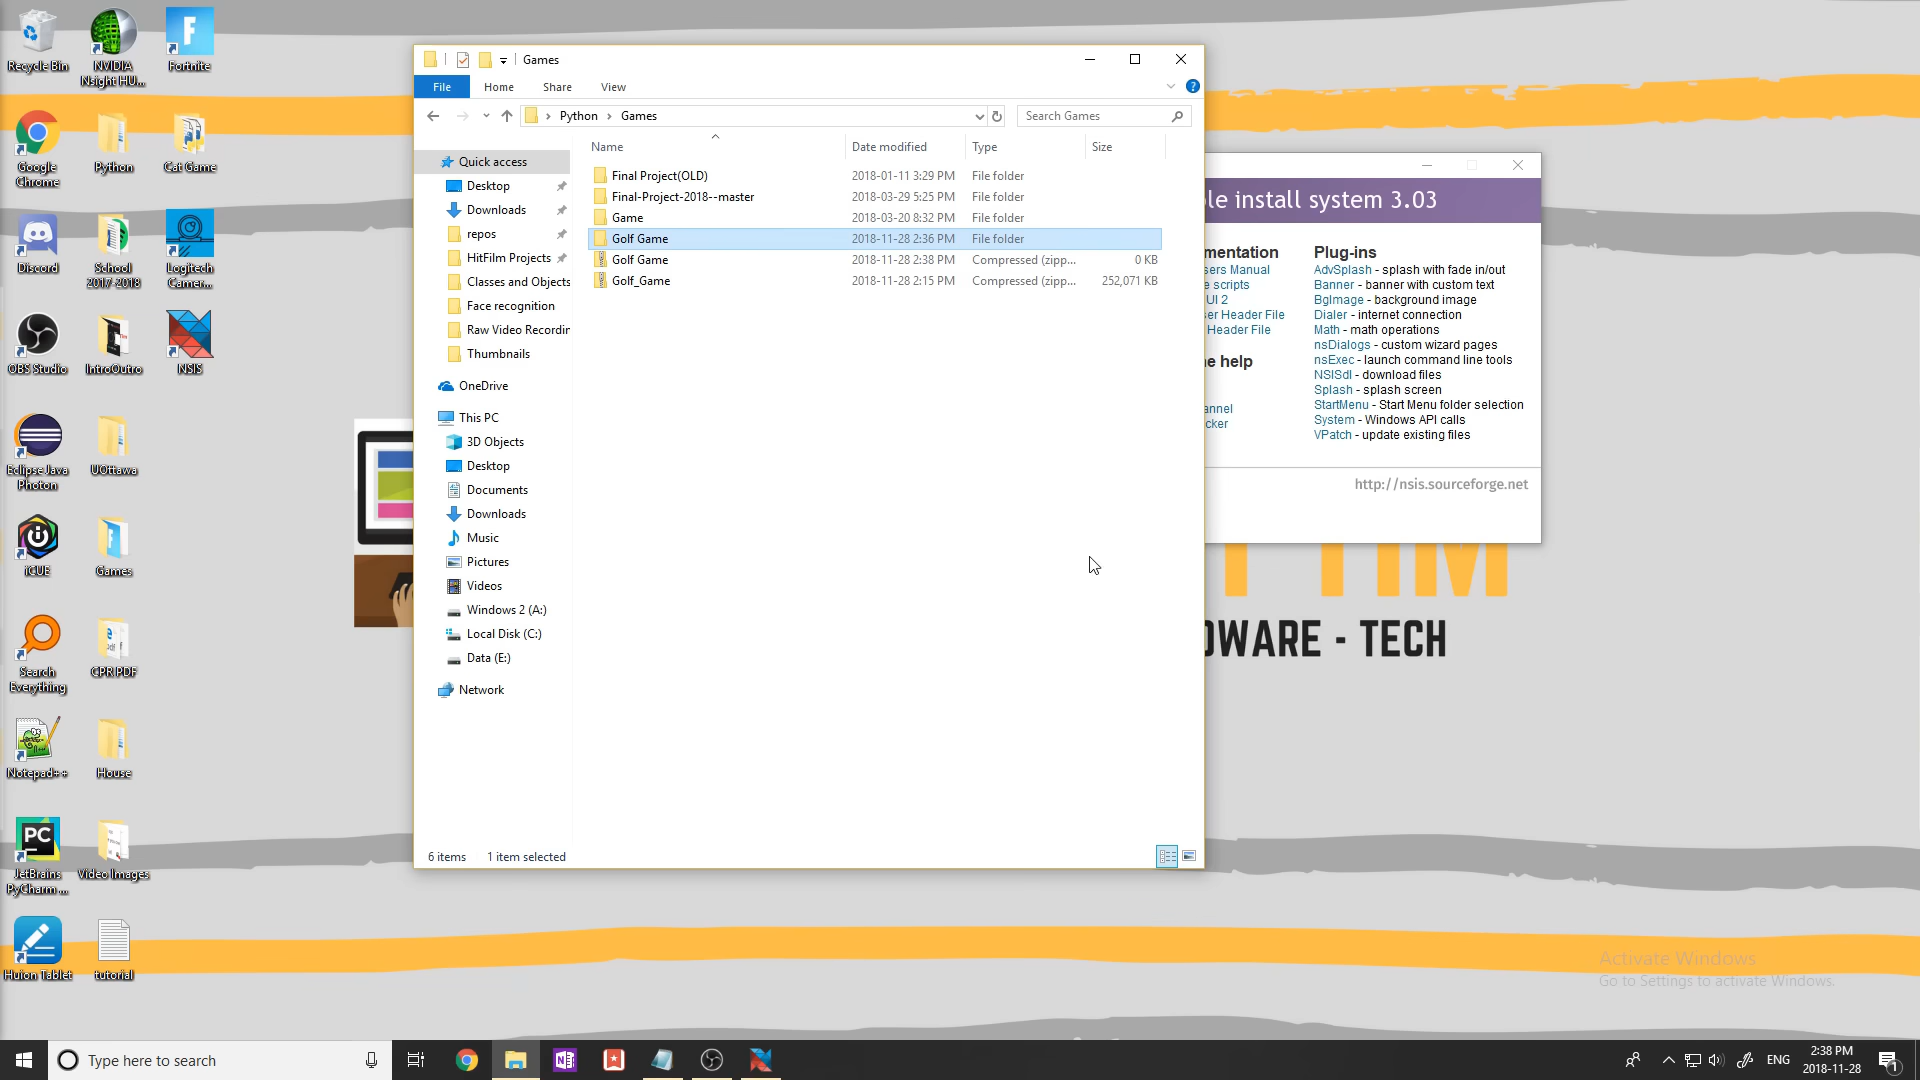 Recycle Bin
NVIDIA
Nsight HU...
Fortnite
Google
Chrome
Python
Cat Game
Discord
School
2017-2018
Logitech
Camer...
OBS Studio
IntroOutro
NSIS
Eclipse Java
Photon
UOttawa
iCUE
Games
Search
Everything
CPR PDF
Notepad++
House
JetBrains
PyCharm ...
Video Images
Huion Tablet
tutorial
Games
File
Home
Share
View
Python
Games
Search Games
Name
Date modified
Type
Size
Final Project(OLD) 2018-01-11 3:29 PM File folder
Final-Project-2018--master 2018-03-29 5:25 PM File folder
Game 2018-03-20 8:32 PM File folder
Golf Game 2018-11-28 2:36 PM File folder
Golf Game 2018-11-28 2:38 PM Compressed (zipp... 0 KB
Golf_Game 2018-11-28 2:15 PM Compressed (zipp... 252,071 KB
Quick access
Desktop
Downloads
repos
HitFilm Projects
Classes and Objects
Face recognition
Raw Video Recordin
Thumbnails
OneDrive
This PC
3D Objects
Desktop
Documents
Downloads
Music
Pictures
Videos
Windows 2 (A:)
Local Disk (C:)
Data (E:)
Network
6 items
1 item selected
le install system 3.03
mentation
sers Manual
e scripts
UI 2
ser Header File
Header File
ne help
annel
cker
Plug-ins
AdvSplash - splash with fade in/out
Banner - banner with custom text
BgImage - background image
Dialer - internet connection
Math - math operations
nsDialogs - custom wizard pages
nsExec - launch command line tools
NSISdl - download files
Splash - splash screen
StartMenu - Start Menu folder selection
System - Windows API calls
VPatch - update existing files
http://nsis.sourceforge.net
TIM
DWARE - TECH
Activate Windows
Go to Settings to activate Windows.
Type here to search
ENG
2:38 PM
2018-11-28
1